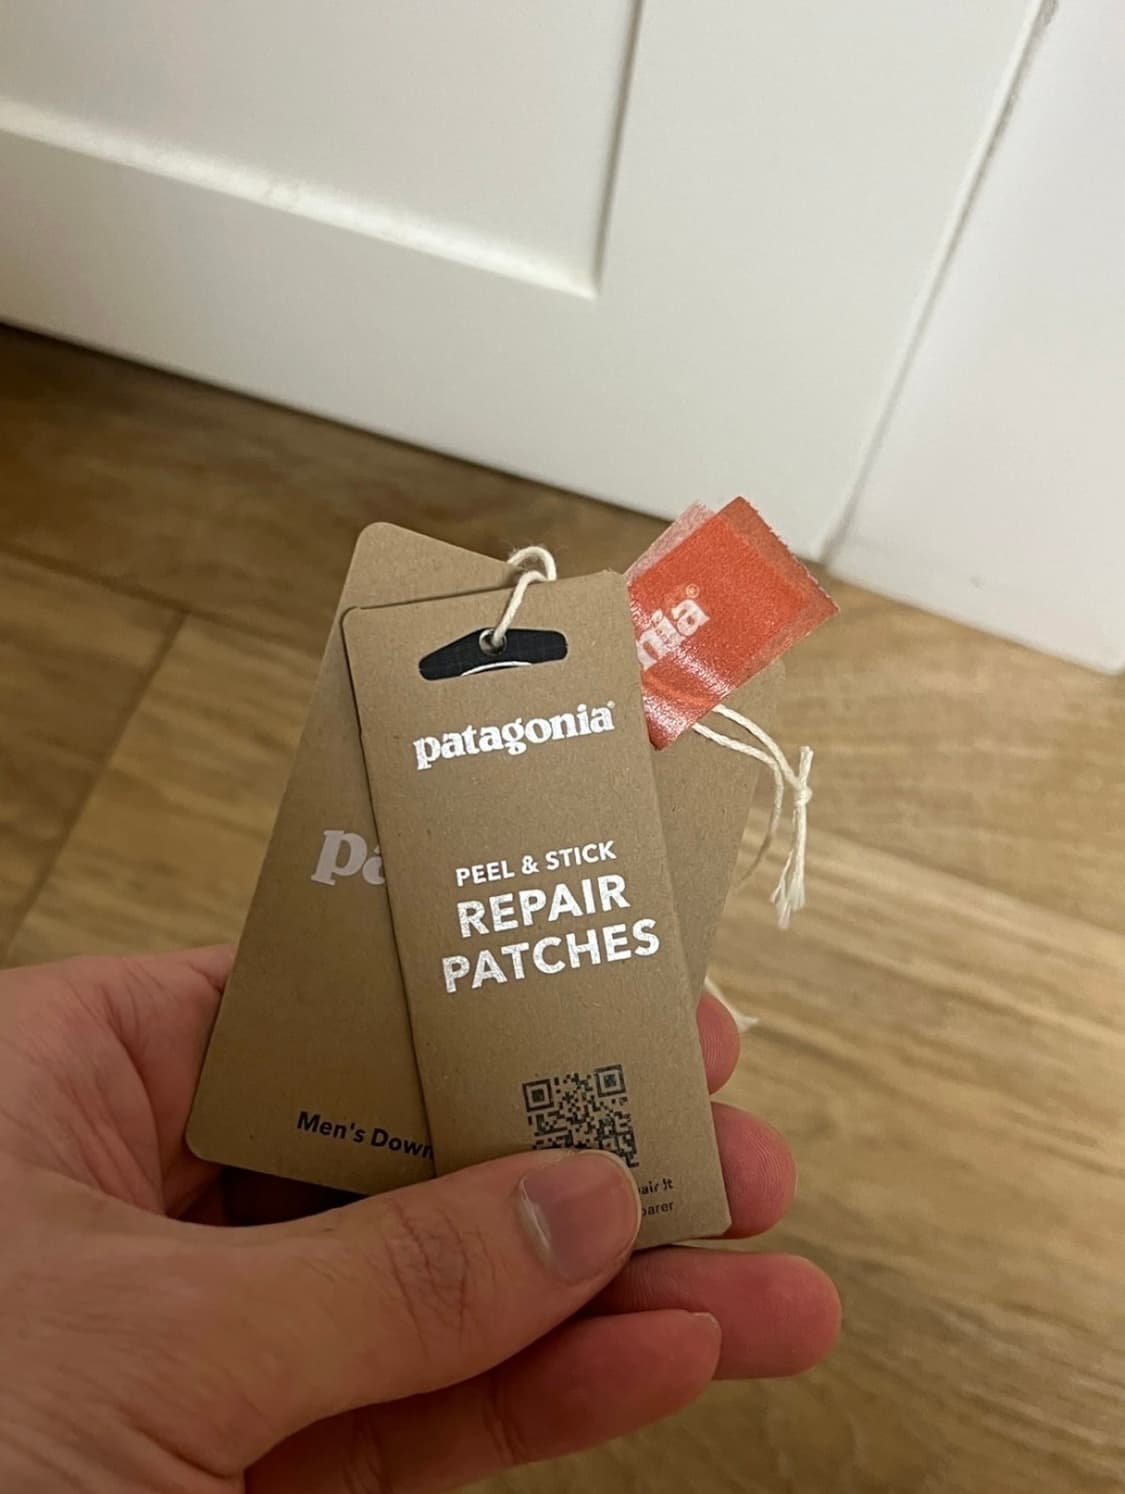 patagonia®
PEEL & STICK
REPAIR
PATCHES
Men's Down